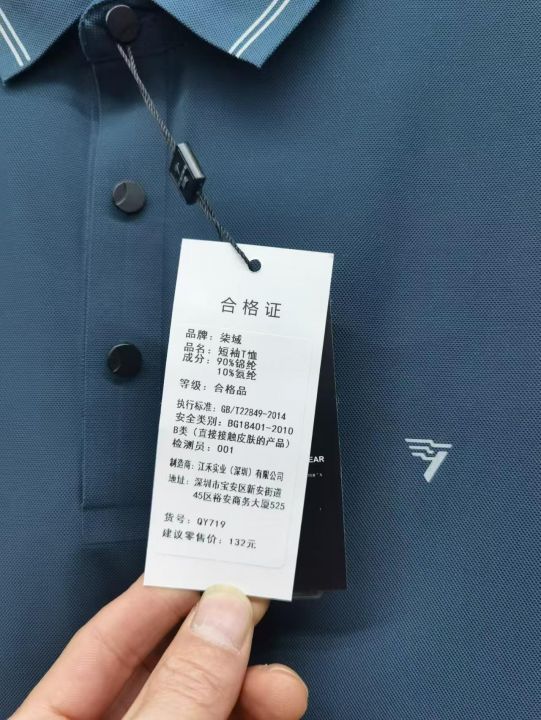 合格证
品牌：柒域
品名：短袖T恤
成分：90%锦纶
10%氨纶
等级：合格品
执行标准：GB/T22849-2014
安全类别：BG18401-2010
B类（直接接触皮肤的产品）
检测员：001
制造商：江禾实业（深圳）有限公司
地址：深圳市宝安区新安街道
45区裕安商务大厦525
货号：QY719
建议零售价：132元
EAR